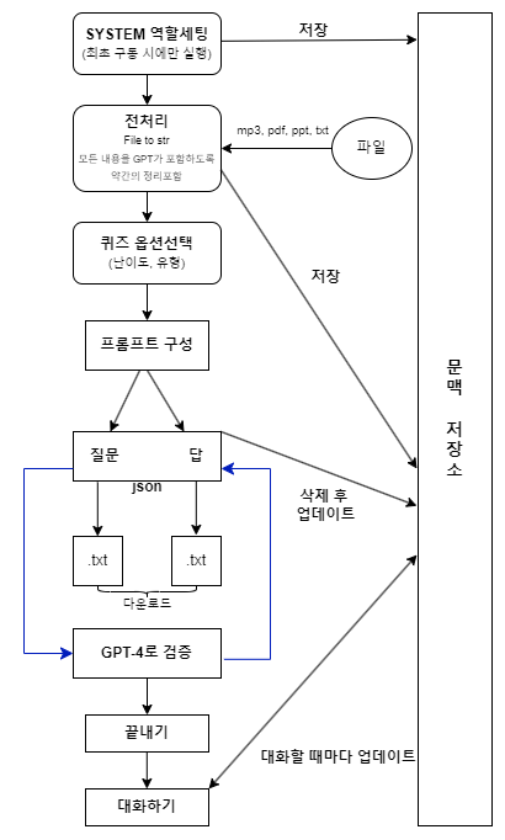 SYSTEM 역할세팅
(최초 구동 시에만 실행)
저장
전처리
File to str
모든 내용을 GPT가 포함하도록
약간의 정리포함
mp3, pdf, ppt, txt
파일
퀴즈 옵션선택
(난이도, 유형)
저장
프롬프트 구성
문
맥
저
장
소
질문 답
json
삭제 후
업데이트
.txt .txt
다운로드
GPT-4로 검증
끝내기
대화할 때마다 업데이트
대화하기